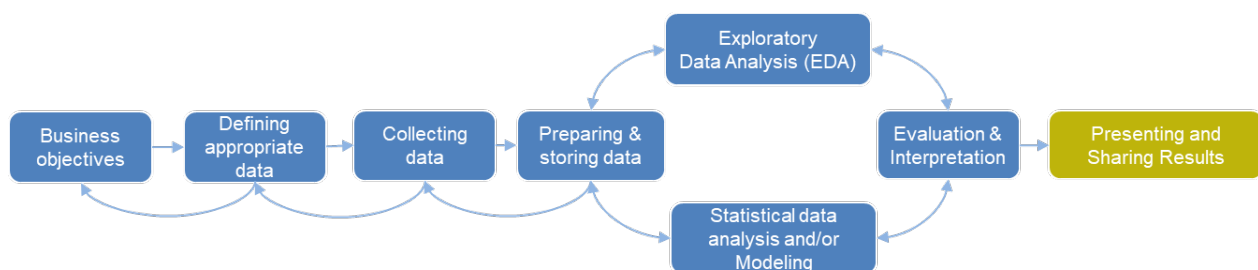 Business
objectives
Defining
appropriate
data
Collecting
data
Preparing &
storing data
Exploratory
Data Analysis (EDA)
Statistical data
analysis and/or
Modeling
Evaluation &
Interpretation
Presenting and
Sharing Results